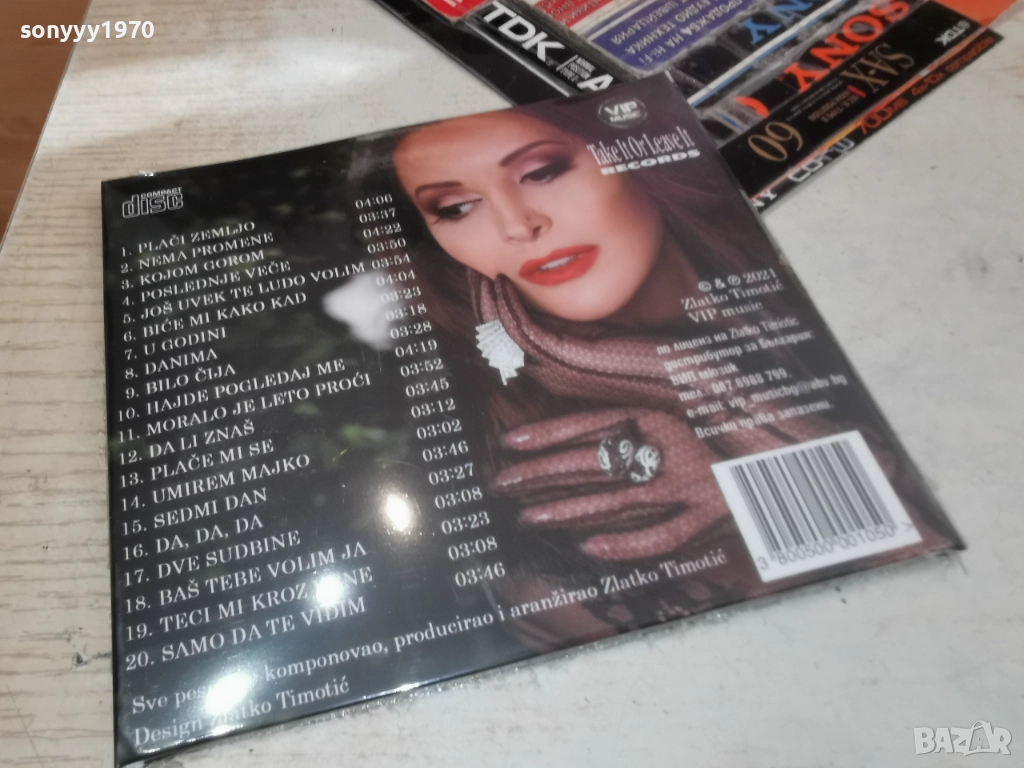 sonyyy1970
TDK
SONY
SA-X
60
TDK
VIP
MUSIC
Take It Or Leave It
RECORDS
COMPACT
disc
1. PLAČI ZEMLJO 04:06
2. NEMA PROMENE 03:37
3. KOJOM GOROM 04:22
4. POSLEDNJE VEČE 03:50
5. JOŠ UVEK TE LUDO VOLIM 03:54
6. BIĆE MI KAKO KAD 04:04
7. U GODINI 03:23
8. DANIMA 03:18
9. BILO ČIJA 03:28
10. HAJDE POGLEDAJ ME 04:19
11. MORALO JE LETO PROĆI 03:52
12. DA LI ZNAŠ 03:45
13. PLAČE MI SE 03:12
14. UMIREM MAJKO 03:02
15. SEDMI DAN 03:46
16. DA, DA, DA 03:27
17. DVE SUDBINE 03:08
18. BAŠ TEBE VOLIM JA 03:23
19. TECI MI KROZ NE 03:08
20. SAMO DA TE VIDIM 03:46
© & ℗ 2021
Zlatko Timotić
VIP music
по лиценз на Zlatko Timotic
дистрибутор за България:
ВИП мюзик
тел. 087 8988 799
e-mail: vip_musicbg@abv.bg
Всички права запазени
3 800500 001050 >
Sve komponovao, producirao i aranžirao Zlatko Timotić
Design Zlatko Timotić
BAZAR